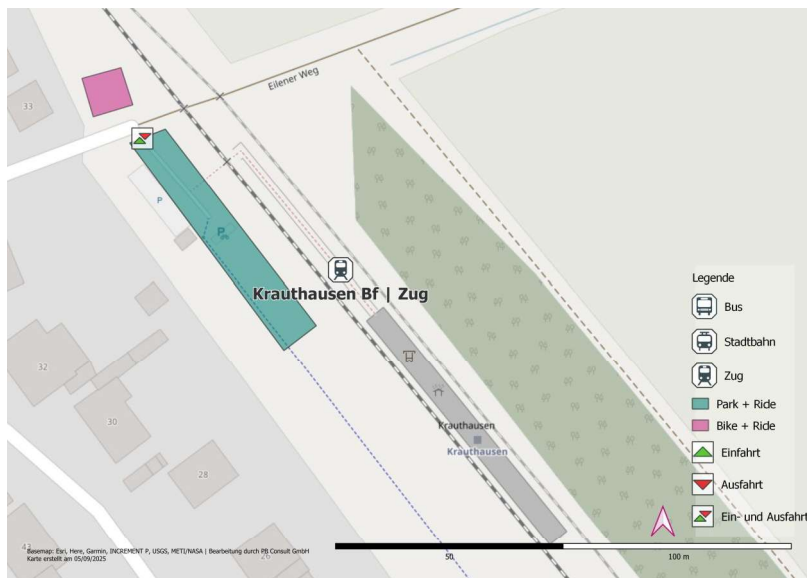 Eilener Weg
33
P
P
Krauthausen Bf | Zug
Legende
Bus
Stadtbahn
Zug
Park + Ride
Bike + Ride
Einfahrt
Ausfahrt
Ein- und Ausfahrt
32
30
28
Krauthausen
Krauthausen
43
26
Basemap: Esri, Here, Garmin, INCREMENT P, USGS, METI/NASA | Bearbeitung durch PB Consult GmbH
Karte erstellt am 05/09/2025
50
100 m